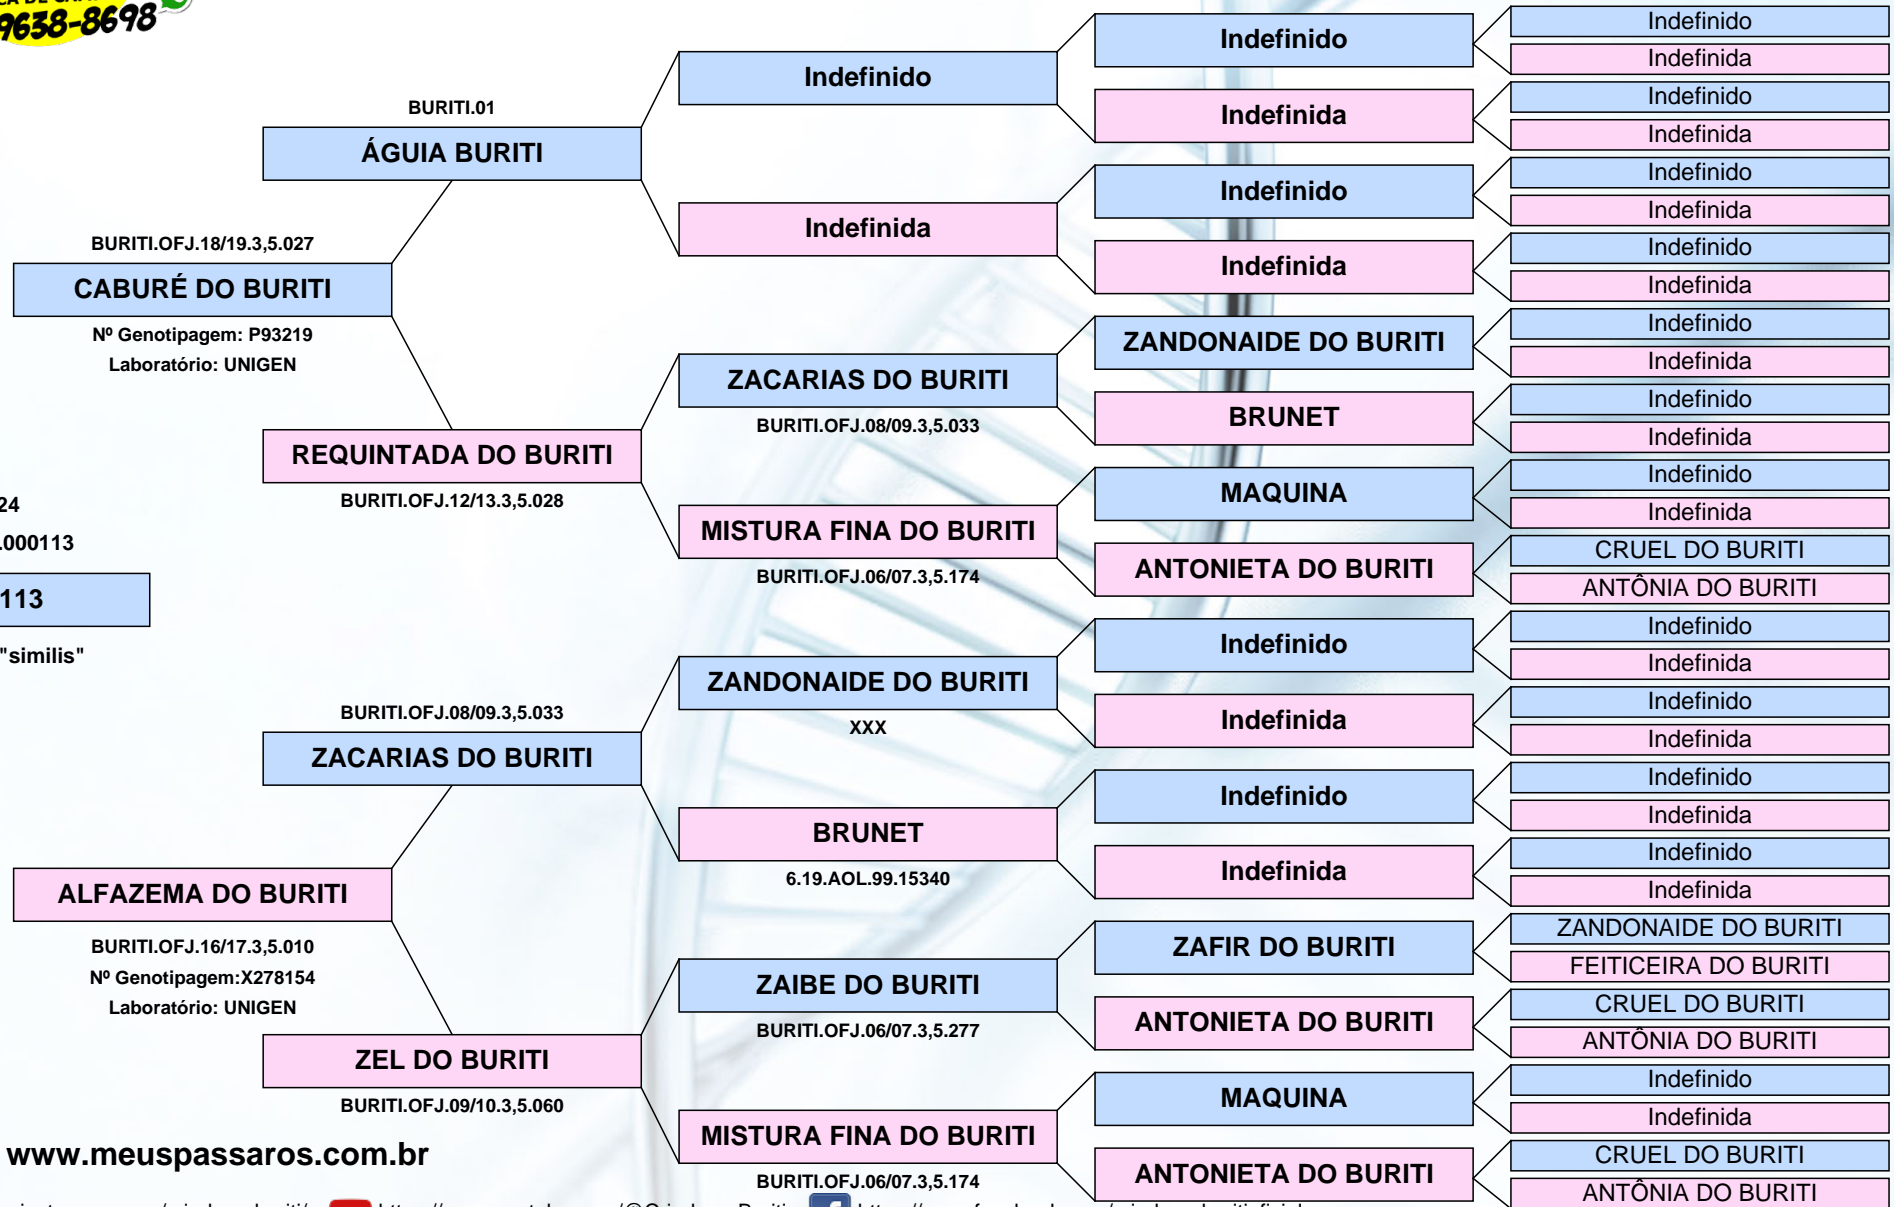 9638-8698
BURITI.01
ÁGUIA BURITI
BURITI.OFJ.18/19.3,5.027
CABURÉ DO BURITI
Nº Genotipagem: P93219
Laboratório: UNIGEN
REQUINTADA DO BURITI
BURITI.OFJ.12/13.3,5.028
24
.000113
113
"similis"
BURITI.OFJ.08/09.3,5.033
ZACARIAS DO BURITI
ALFAZEMA DO BURITI
BURITI.OFJ.16/17.3,5.010
Nº Genotipagem:X278154
Laboratório: UNIGEN
ZEL DO BURITI
BURITI.OFJ.09/10.3,5.060
Indefinido
Indefinida
ZACARIAS DO BURITI
BURITI.OFJ.08/09.3,5.033
MISTURA FINA DO BURITI
BURITI.OFJ.06/07.3,5.174
ZANDONAIDE DO BURITI
XXX
BRUNET
6.19.AOL.99.15340
ZAIBE DO BURITI
BURITI.OFJ.06/07.3,5.277
MISTURA FINA DO BURITI
BURITI.OFJ.06/07.3,5.174
Indefinido
Indefinida
Indefinido
Indefinida
ZANDONAIDE DO BURITI
BRUNET
MAQUINA
ANTONIETA DO BURITI
Indefinido
Indefinida
Indefinido
Indefinida
ZAFIR DO BURITI
ANTONIETA DO BURITI
MAQUINA
ANTONIETA DO BURITI
Indefinido
Indefinida
Indefinido
Indefinida
Indefinido
Indefinida
Indefinido
Indefinida
Indefinido
Indefinida
Indefinido
Indefinida
Indefinido
Indefinida
CRUEL DO BURITI
ANTÔNIA DO BURITI
Indefinido
Indefinida
Indefinido
Indefinida
Indefinido
Indefinida
Indefinido
Indefinida
ZANDONAIDE DO BURITI
FEITICEIRA DO BURITI
CRUEL DO BURITI
ANTÔNIA DO BURITI
Indefinido
Indefinida
CRUEL DO BURITI
ANTÔNIA DO BURITI
www.meuspassaros.com.br